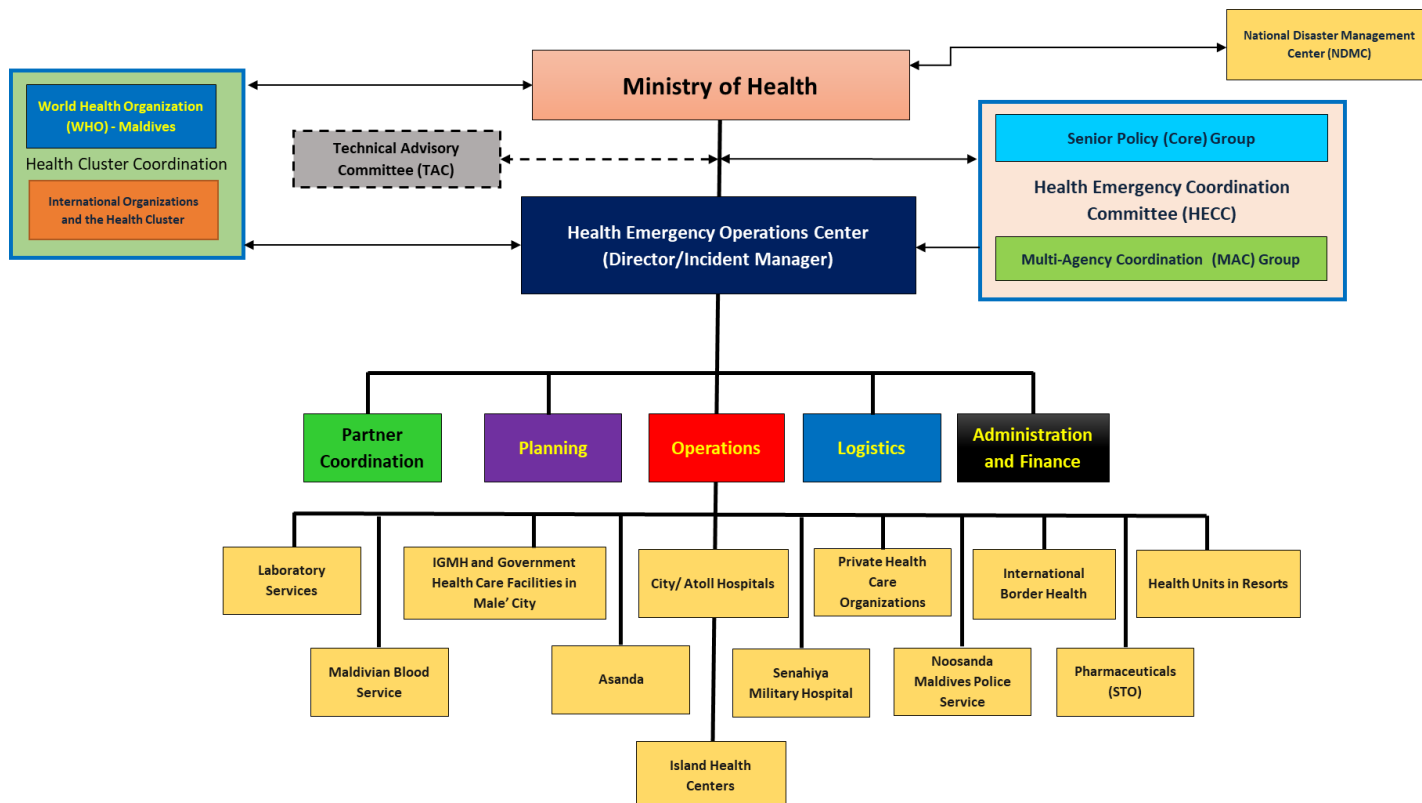 National Disaster Management
Center (NDMC)
Ministry of Health
World Health Organization
(WHO) - Maldives
Health Cluster Coordination
International Organizations
and the Health Cluster
Technical Advisory
Committee (TAC)
Senior Policy (Core) Group
Health Emergency Coordination
Committee (HECC)
Multi-Agency Coordination (MAC) Group
Health Emergency Operations Center
(Director/Incident Manager)
Partner
Coordination
Planning
Operations
Logistics
Administration
and Finance
Laboratory
Services
IGMH and Government
Health Care Facilities in
Male’ City
City/ Atoll Hospitals
Private Health
Care
Organizations
International
Border Health
Health Units in Resorts
Maldivian Blood
Service
Asanda
Senahiya
Military Hospital
Noosanda
Maldives Police
Service
Pharmaceuticals
(STO)
Island Health
Centers